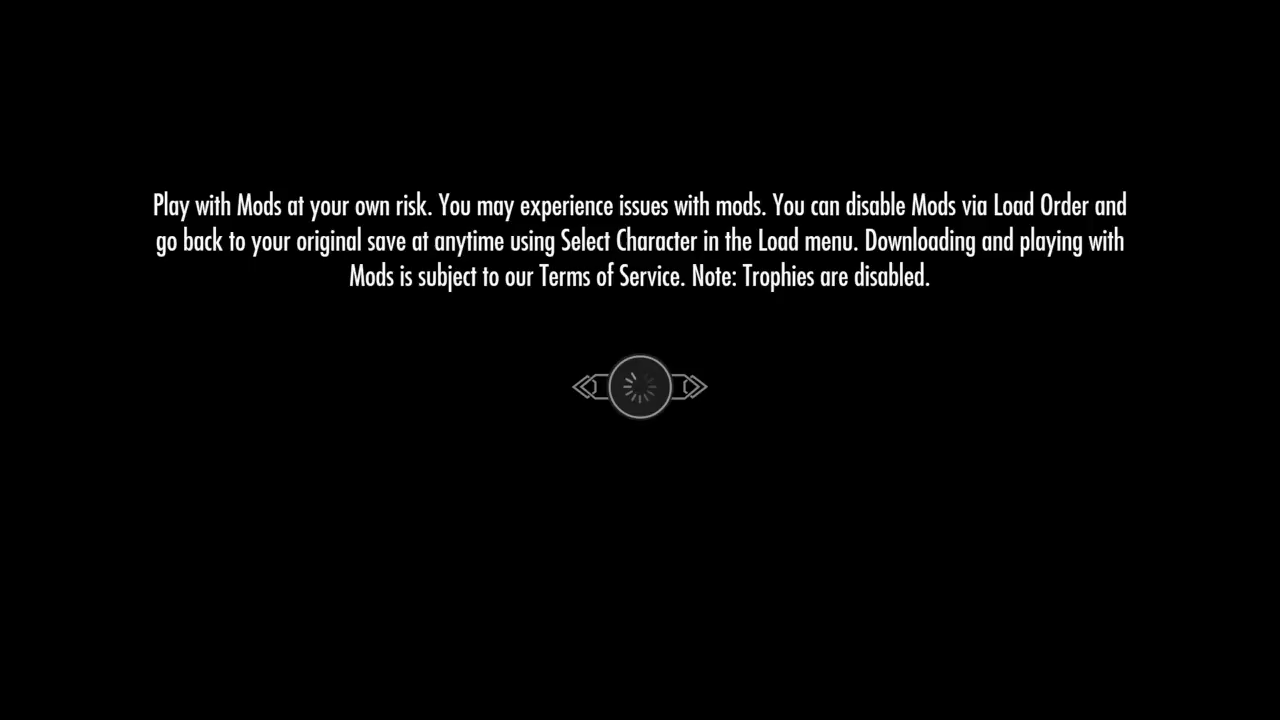 Play with Mods at your own risk. You may experience issues with mods. You can disable Mods via Load Order and
go back to your original save at anytime using Select Character in the Load menu. Downloading and playing with
Mods is subject to our Terms of Service. Note: Trophies are disabled.